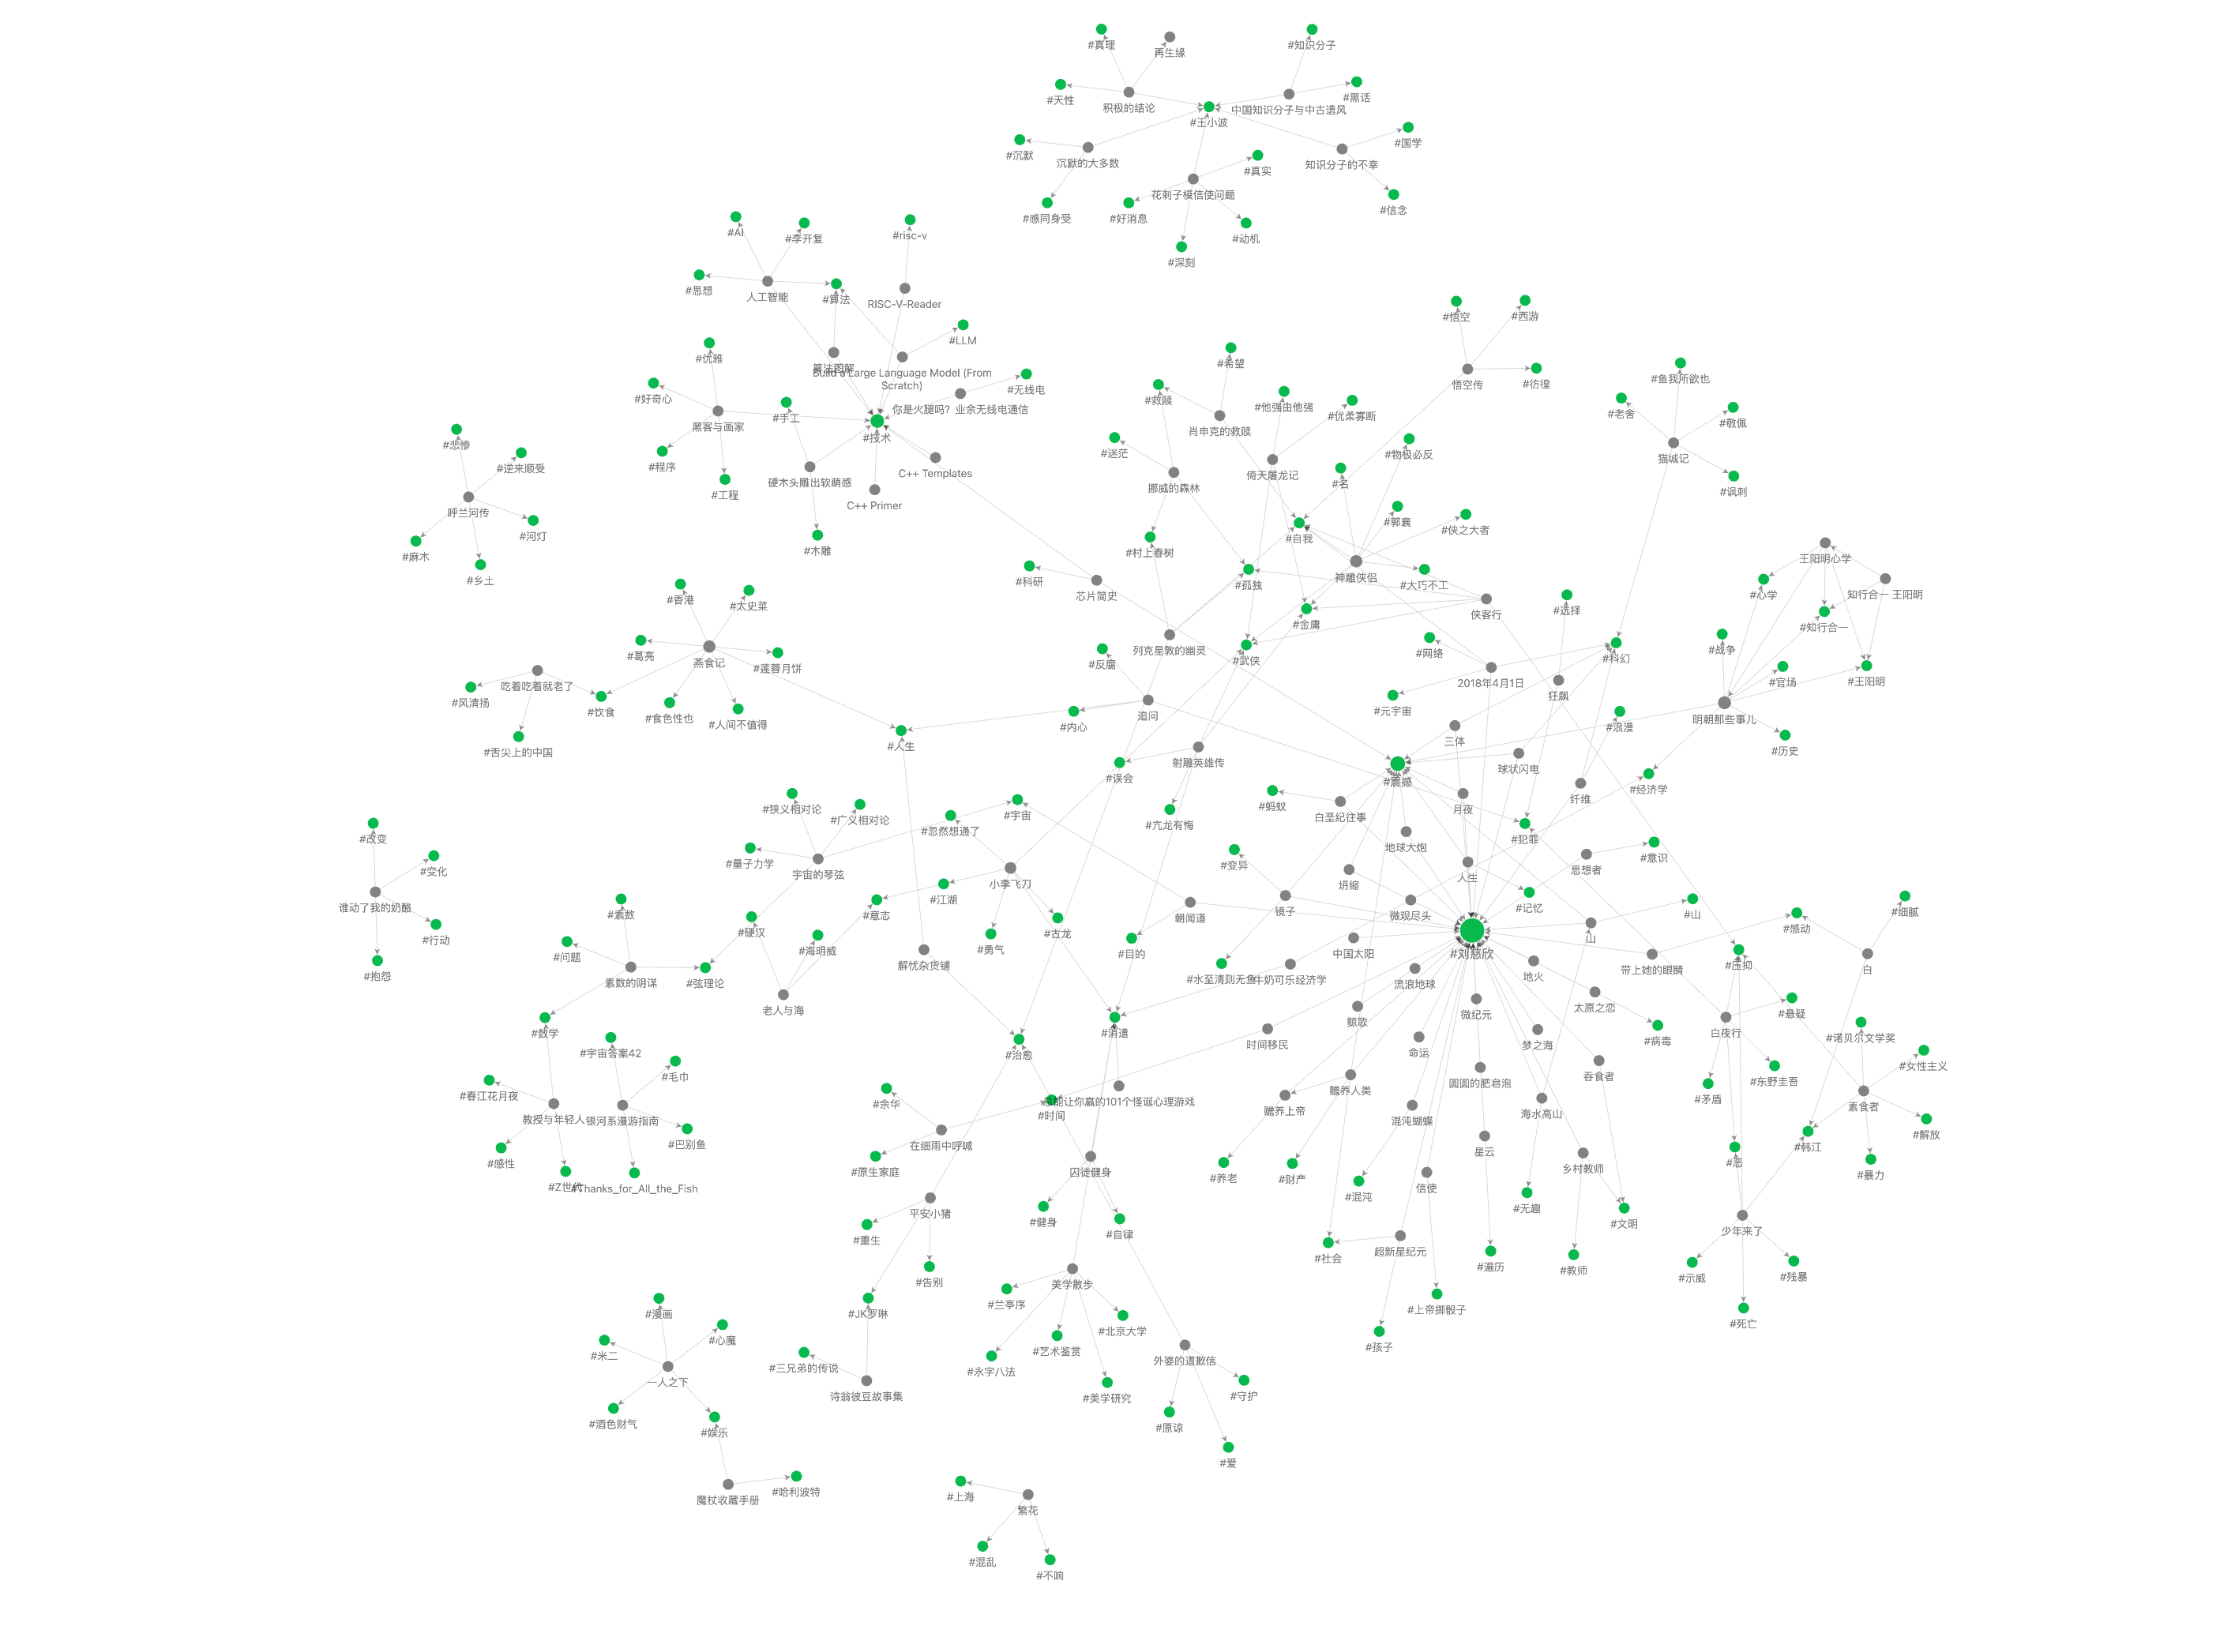 #真理
再生缘
#知识分子
#天性
积极的结论
#王小波
中国知识分子与中古遗风
#黑话
#沉默
沉默的大多数
#国学
知识分子的不幸
#真实
花剌子模信使问题
#感同身受
#好消息
#信念
#动机
#深刻
#AI
#李开复
#risc-v
#思想
人工智能
#算法
RISC-V-Reader
#LLM
算法图解
Build a Large Language Model (From
Scratch)
#优雅
#好奇心
#手工
你是火腿吗？业余无线电通信
#无线电
黑客与画家
#技术
#程序
#工程
硬木头雕出软萌感
C++ Templates
C++ Primer
#木雕
#悲惨
#逆来顺受
呼兰河传
#河灯
#麻木
#乡土
#悟空
#西游
悟空传
#彷徨
#希望
#救赎
肖申克的救赎
#他强由他强
#优柔寡断
#鱼我所欲也
#老舍
#敬佩
猫城记
#讽刺
#迷茫
挪威的森林
倚天屠龙记
#物极必反
#名
#郭襄
#侠之大者
#自我
#村上春树
#孤独
神雕侠侣
#大巧不工
#科研
芯片简史
#金庸
侠客行
#选择
王阳明心学
#心学
知行合一 王阳明
#知行合一
#香港
#太史菜
#葛亮
蒸食记
#莲蓉月饼
吃着吃着就老了
#风清扬
#饮食
#食色性也
#人间不值得
#舌尖上的中国
#人生
#反腐
列克星敦的幽灵
#武侠
#网络
2018年4月1日
#科幻
#元宇宙
狂飙
#战争
#官场
#王阳明
明朝那些事儿
#历史
#内心
追问
三体
#浪漫
#误会
射雕英雄传
#震撼
球状闪电
#经济学
纤维
#狭义相对论
#广义相对论
#忽然想通了
#宇宙
#亢龙有悔
#蚂蚁
白垩纪往事
月夜
#犯罪
地球大炮
#量子力学
宇宙的琴弦
小李飞刀
#变异
坍缩
人生
思想者
#意识
#改变
#变化
谁动了我的奶酪
#行动
#抱怨
#素数
#问题
素数的阴谋
#弦理论
#硬汉
#海明威
#意志
#江湖
#勇气
#古龙
朝闻道
镜子
微观尽头
#记忆
#山
山
#目的
中国太阳
#刘慈欣
解忧杂货铺
老人与海
#水至清则无鱼
牛奶可乐经济学
流浪地球
地火
带上她的眼睛
#感动
#细腻
白
#压抑
#数学
#宇宙答案42
#毛巾
#春江花月夜
教授与年轻人
银河系漫游指南
#巴别鱼
#感性
#Z世代
#Thanks_for_All_the_Fish
#消遣
#治愈
时间移民
鲸歌
微纪元
太原之恋
#病毒
命运
梦之海
白夜行
#悬疑
#诺贝尔文学奖
#女性主义
#余华
#时间
在细雨中呼喊
#原生家庭
赡养上帝
赡养人类
圆圆的肥皂泡
吞食者
#矛盾
#东野圭吾
素食者
#解放
混沌蝴蝶
海水高山
囚徒健身
#养老
#财产
星云
乡村教师
#恶
#韩江
#暴力
#混沌
信使
平安小猪
#重生
#告别
#健身
#自律
#无趣
#文明
少年来了
#社会
超新星纪元
#遍历
#教师
#示威
#残暴
#JK罗琳
#三兄弟的传说
诗翁彼豆故事集
美学散步
#兰亭序
#上帝掷骰子
#死亡
#孩子
#北京大学
#艺术鉴赏
#永字八法
#美学研究
外婆的道歉信
#守护
#原谅
#爱
#漫画
#心魔
#米二
一人之下
#酒色财气
#娱乐
魔杖收藏手册
#哈利波特
#上海
繁花
#混乱
#不响